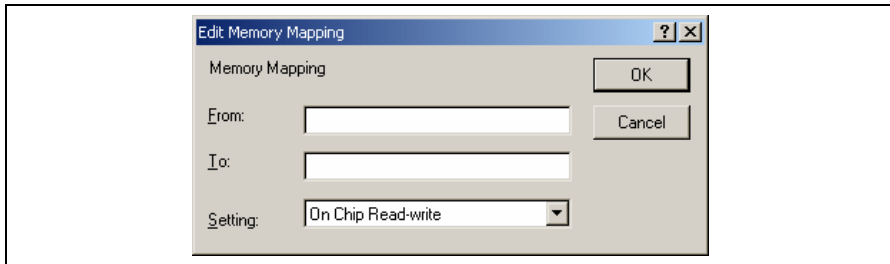 Edit Memory Mapping
Memory Mapping
OK
From:
Cancel
To:
Setting: On Chip Read-write